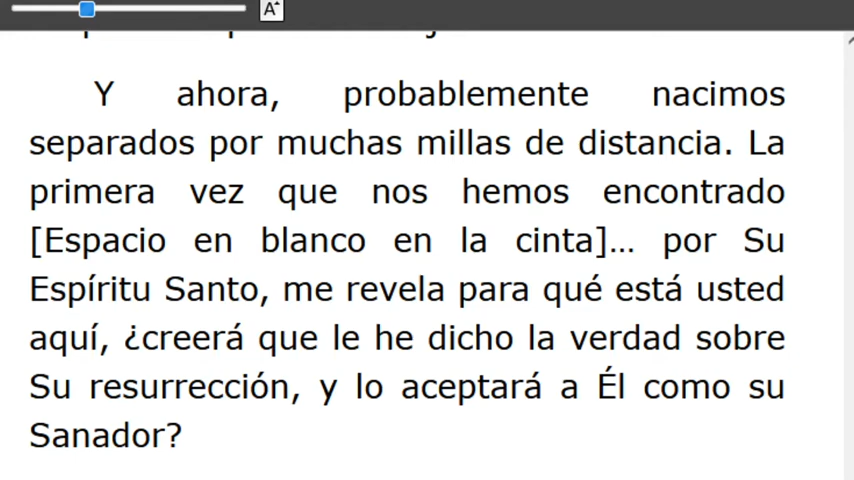 A
Y ahora, probablemente nacimos
separados por muchas millas de distancia. La
primera vez que nos hemos encontrado
[Espacio en blanco en la cinta]... por Su
Espíritu Santo, me revela para qué está usted
aquí, ¿creerá que le he dicho la verdad sobre
Su resurrección, y lo aceptará a Él como su
Sanador?